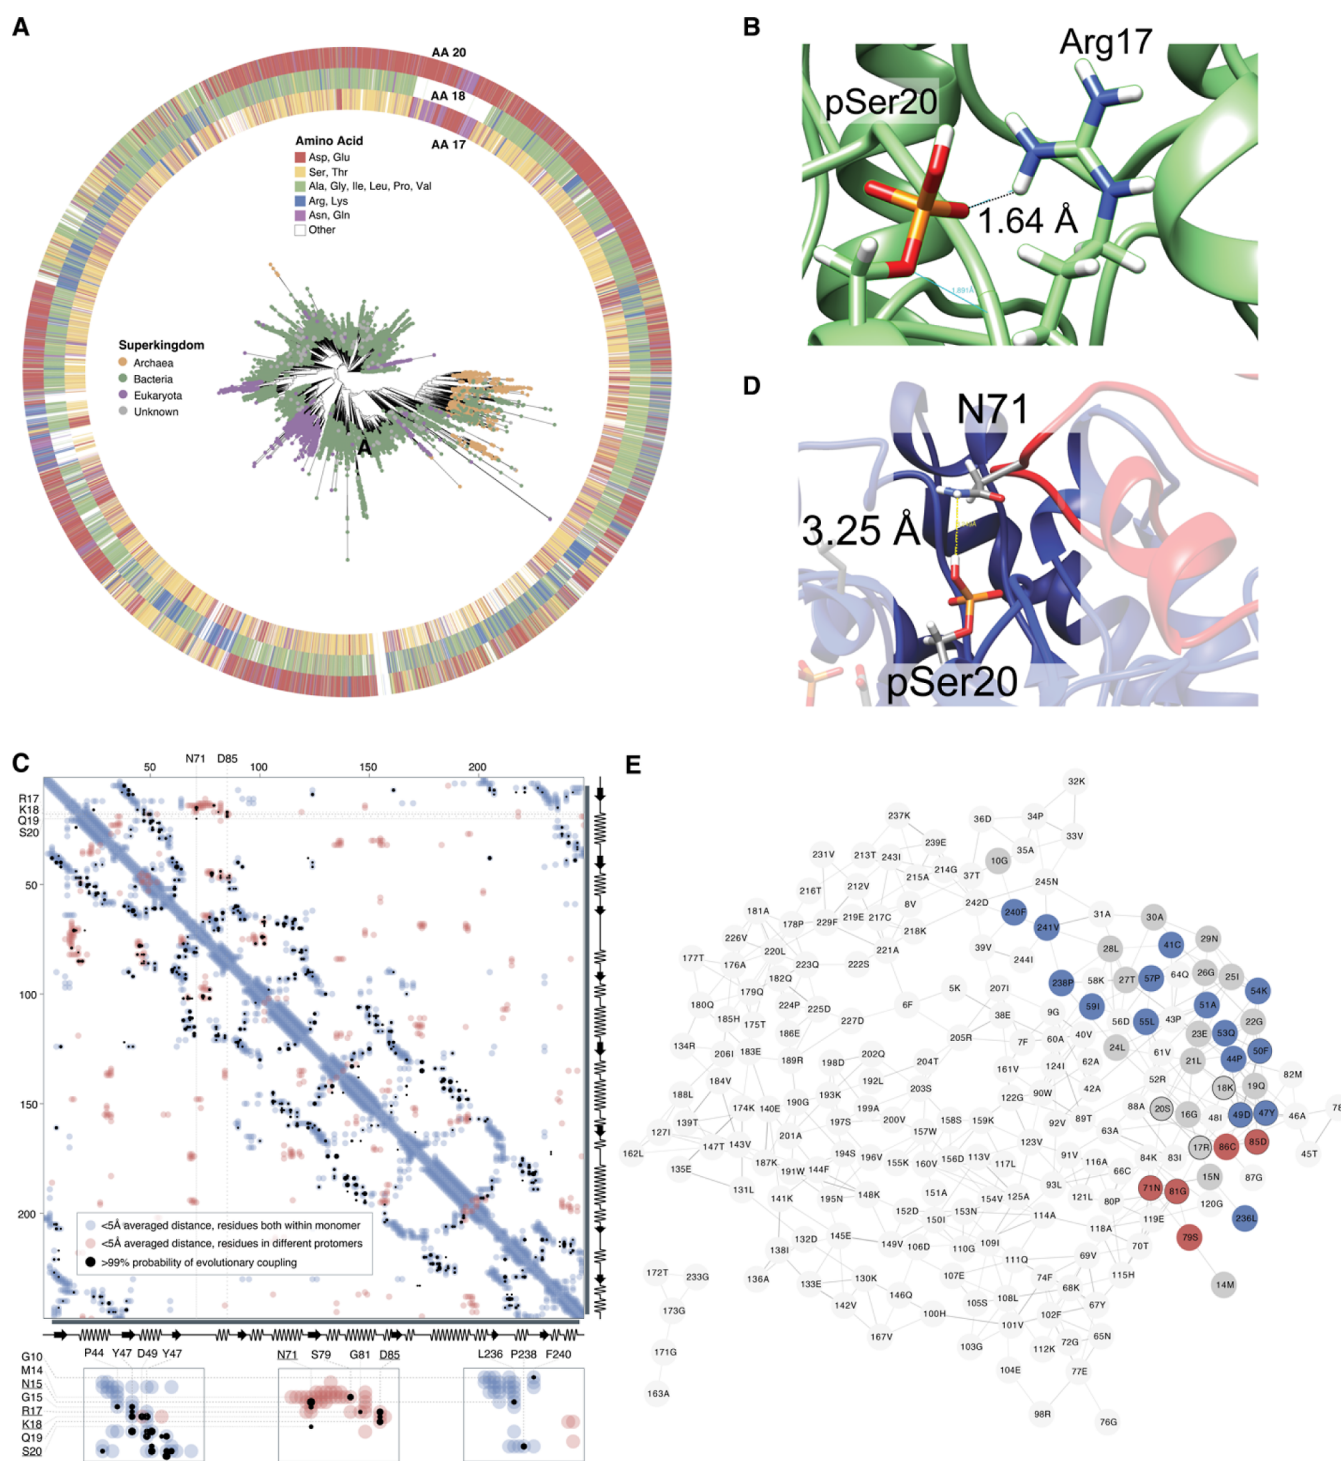 A
AA 20
AA 18
AA 17
Amino Acid
Asp, Glu
Ser, Thr
Ala, Gly, Ile, Leu, Pro, Val
Arg, Lys
Asn, Gln
Other
Superkingdom
Archaea
Bacteria
Eukaryota
Unknown
A
B
Arg17
pSer20
1.64 Å
1.891Å
D
N71
3.25 Å
pSer20
C
50 N71 D85 100 150 200
R17
K18
Q19
S20
50
100
150
200
<5Å averaged distance, residues both within monomer
<5Å averaged distance, residues in different protomers
>99% probability of evolutionary coupling
P44 Y47 D49 Y47
N71 S79 G81 D85
L236 P238 F240
G10
M14
N15
G15
R17
K18
Q19
S20
E
32K
237K 36D 34P
33V
239E 35A
231V 213T 243I 10G
214G 37T
215A 245N
216T 212V
8V 242D
181A 219E 217C 240F 31A 30A
178P 229F 218K 241V
226V 29N
220L 221A 39V 28L 41C
177T 176A 223Q 222S 244I
182Q 58K 27T 57P 64Q 26G 25I
179Q 5K 207I 238P 54K
180Q 224P 225D 6F 59I 51A
185H 175T 227D 38E 9G 56D 55L 43P 22G
186E 205R 7F 60A 40V 23E 53Q
134R 206I 183E 189R 198D 202Q 204T 24L 61V 44P 50F
161V 124I 62A 21L
184V 192L 203S 52R 82M
188L 193K 122G 90W 42A 18K 19Q
174K 140E 190G 199A 88A 20S 16G 48I 49D 47Y 46A 78
139T 197S 200V 158S 159K 92V 89T
127I 201A 157W 63A
147T 143V 123V 17R 86C 85D
162L 194S 196V 155K 160V 156D 113V 117L 91V 116A 84K 83I 45T
135E 187K 191W 144F 66C 87G
93L 15N
131L 141K 195N 148K 151A 154V 125A 121L 80P 71N 81G
152D 153N 120G
150I 114A 119E 236L
132D 145E 118A
138I 149V 106D 110G 109I 70T 79S
111Q 69V
172T 233G 136A 133E 130K 107E 74F 115H
68K 14M
146Q 105S 108L
142V 67Y
173G 100H 102F
167V 101V 65N
171G 103G 112K 72G
104E 77E
163A
98R 76G